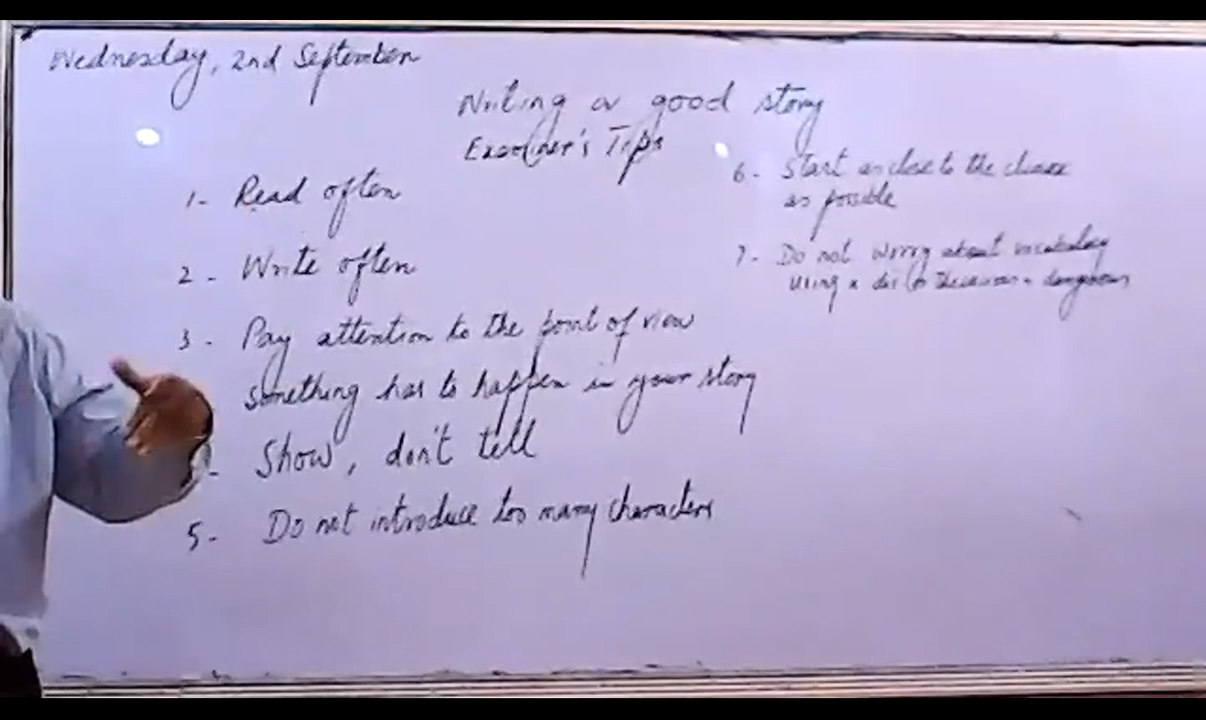 Wednesday, 2nd September
Writing a good story
Examiner's Tips
1- Read often
2- Write often
3- Pay attention to the point of view
Something has to happen in your story
- Show, don't tell
5- Do not introduce too many characters
6- Start as close to the climax
as possible
7- Do not worry about vocabulary
using a
dangerous